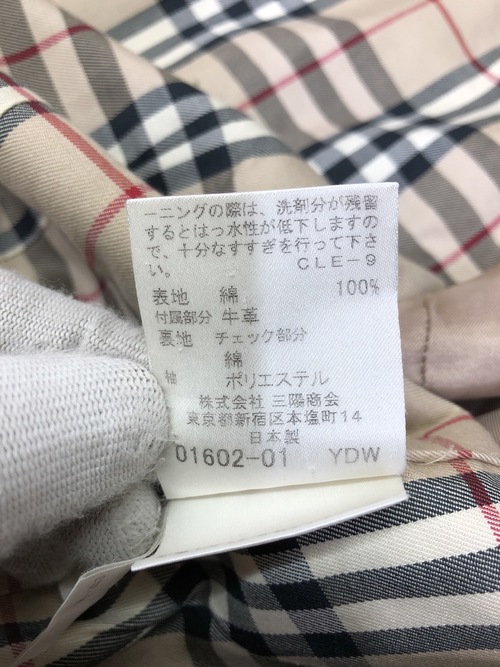 ーニングの際は、洗剤分が残留
するとはっ水性が低下しますの
で、十分なすすぎを行って下さ
い。 CLE-9
表地 綿 100%
付属部分 牛革
裏地 チェック部分
綿
袖 ポリエステル
株式会社 三陽商会
東京都新宿区本塩町14
日本製
01602-01 YDW